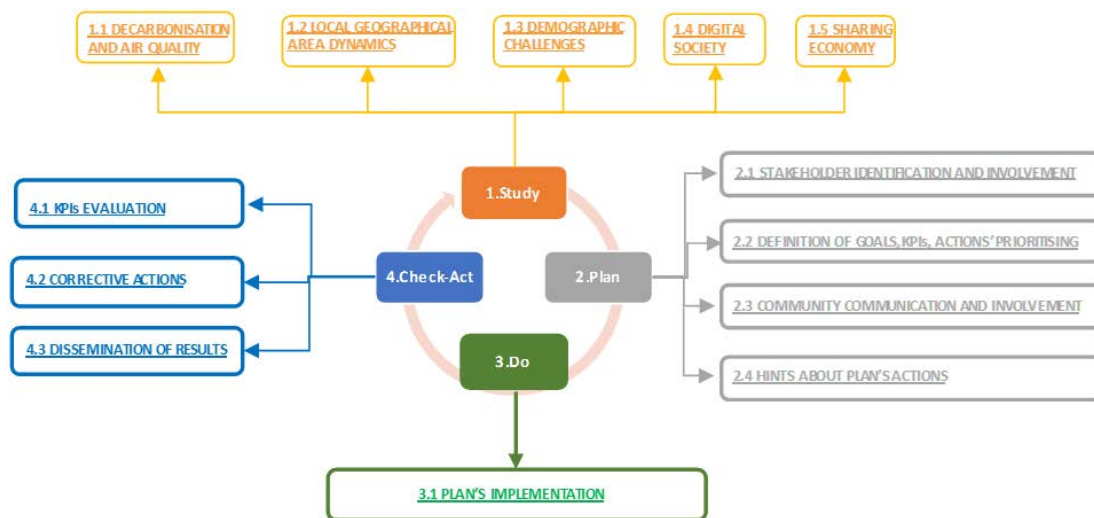 1.1 DECARBONISATION
AND AIR QUALITY
1.2 LOCAL GEOGRAPHICAL
AREA DYNAMICS
1.3 DEMOGRAPHIC
CHALLENGES
1.4 DIGITAL
SOCIETY
1.5 SHARING
ECONOMY
1.Study
2.Plan
3.Do
4.Check-Act
2.1 STAKEHOLDER IDENTIFICATION AND INVOLVEMENT
2.2 DEFINITION OF GOALS, KPIs, ACTIONS' PRIORITISING
2.3 COMMUNITY COMMUNICATION AND INVOLVEMENT
2.4 HINTS ABOUT PLAN'S ACTIONS
3.1 PLAN'S IMPLEMENTATION
4.1 KPIs EVALUATION
4.2 CORRECTIVE ACTIONS
4.3 DISSEMINATION OF RESULTS